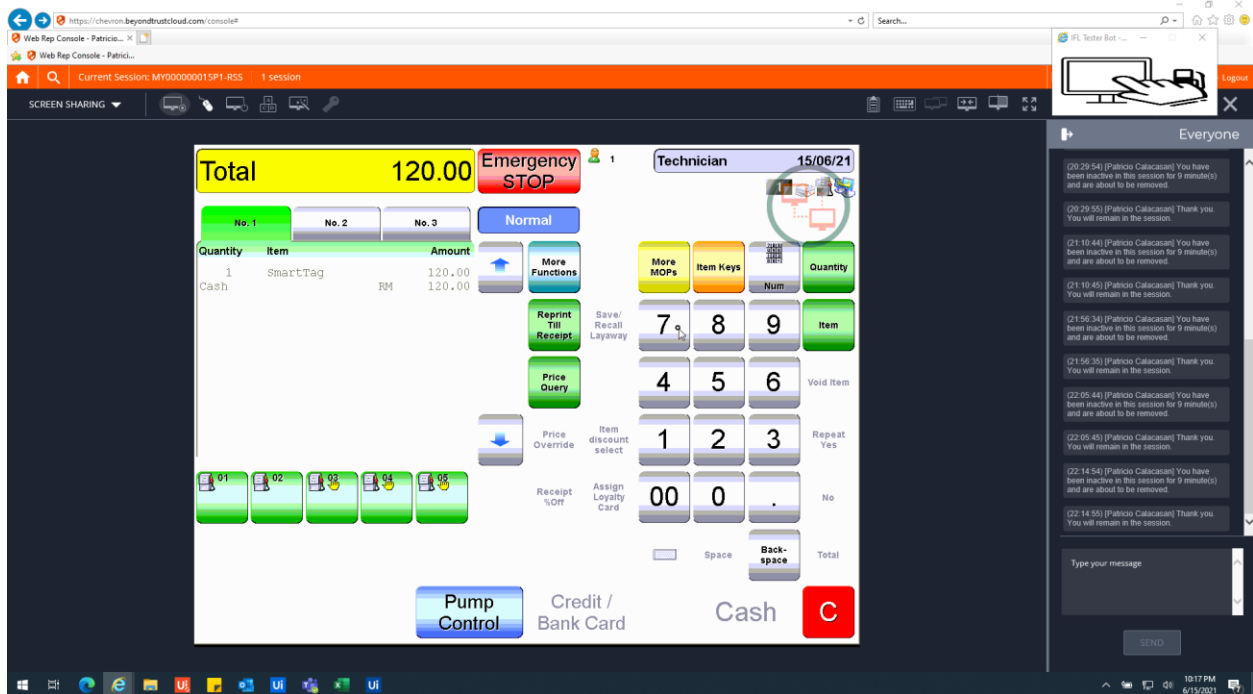 https://chevron.beyondtrustcloud.com/console#
Search...
Web Rep Console - Patricio...
Web Rep Console - Patrici...
IFL Tester Bot -...
Current Session: MY000000015P1-RSS
1 session
Logout
SCREEN SHARING
Everyone
Total 120.00
Emergency
STOP
1
Technician 15/06/21
No. 1
No. 2
No. 3
Normal
Quantity Item Amount
1 SmartTag 120.00
Cash RM 120.00
More
Functions
More
MOPs
Item Keys
Num
Quantity
Reprint
Till
Receipt
Save/
Recall
Layaway
7
8
9
Item
Price
Query
4
5
6
Void Item
Price
Override
Item
discount
select
1
2
3
Repeat
Yes
01
02
03
04
05
Receipt
%Off
Assign
Loyalty
Card
00
0
.
No
Space
Back-
space
Total
Pump
Control
Credit /
Bank Card
Cash
C
(20:29:54) [Patricio Calacasan] You have
been inactive in this session for 9 minute(s)
and are about to be removed.
(20:29:55) [Patricio Calacasan] Thank you.
You will remain in the session.
(21:10:44) [Patricio Calacasan] You have
been inactive in this session for 9 minute(s)
and are about to be removed.
(21:10:45) [Patricio Calacasan] Thank you.
You will remain in the session.
(21:56:34) [Patricio Calacasan] You have
been inactive in this session for 9 minute(s)
and are about to be removed.
(21:56:35) [Patricio Calacasan] Thank you.
You will remain in the session.
(22:05:44) [Patricio Calacasan] You have
been inactive in this session for 9 minute(s)
and are about to be removed.
(22:05:45) [Patricio Calacasan] Thank you.
You will remain in the session.
(22:14:54) [Patricio Calacasan] You have
been inactive in this session for 9 minute(s)
and are about to be removed.
(22:14:55) [Patricio Calacasan] Thank you.
You will remain in the session.
Type your message
SEND
10:17 PM
6/15/2021